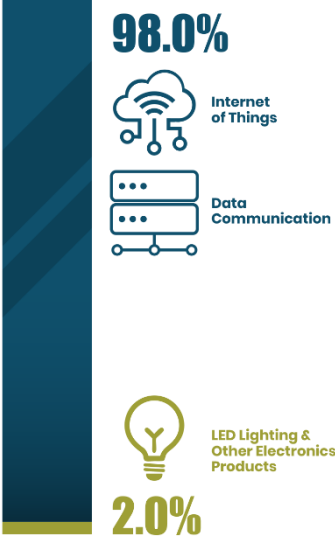 98.0%
Internet
of Things
Data
Communication
LED Lighting &
Other Electronics
Products
2.0%